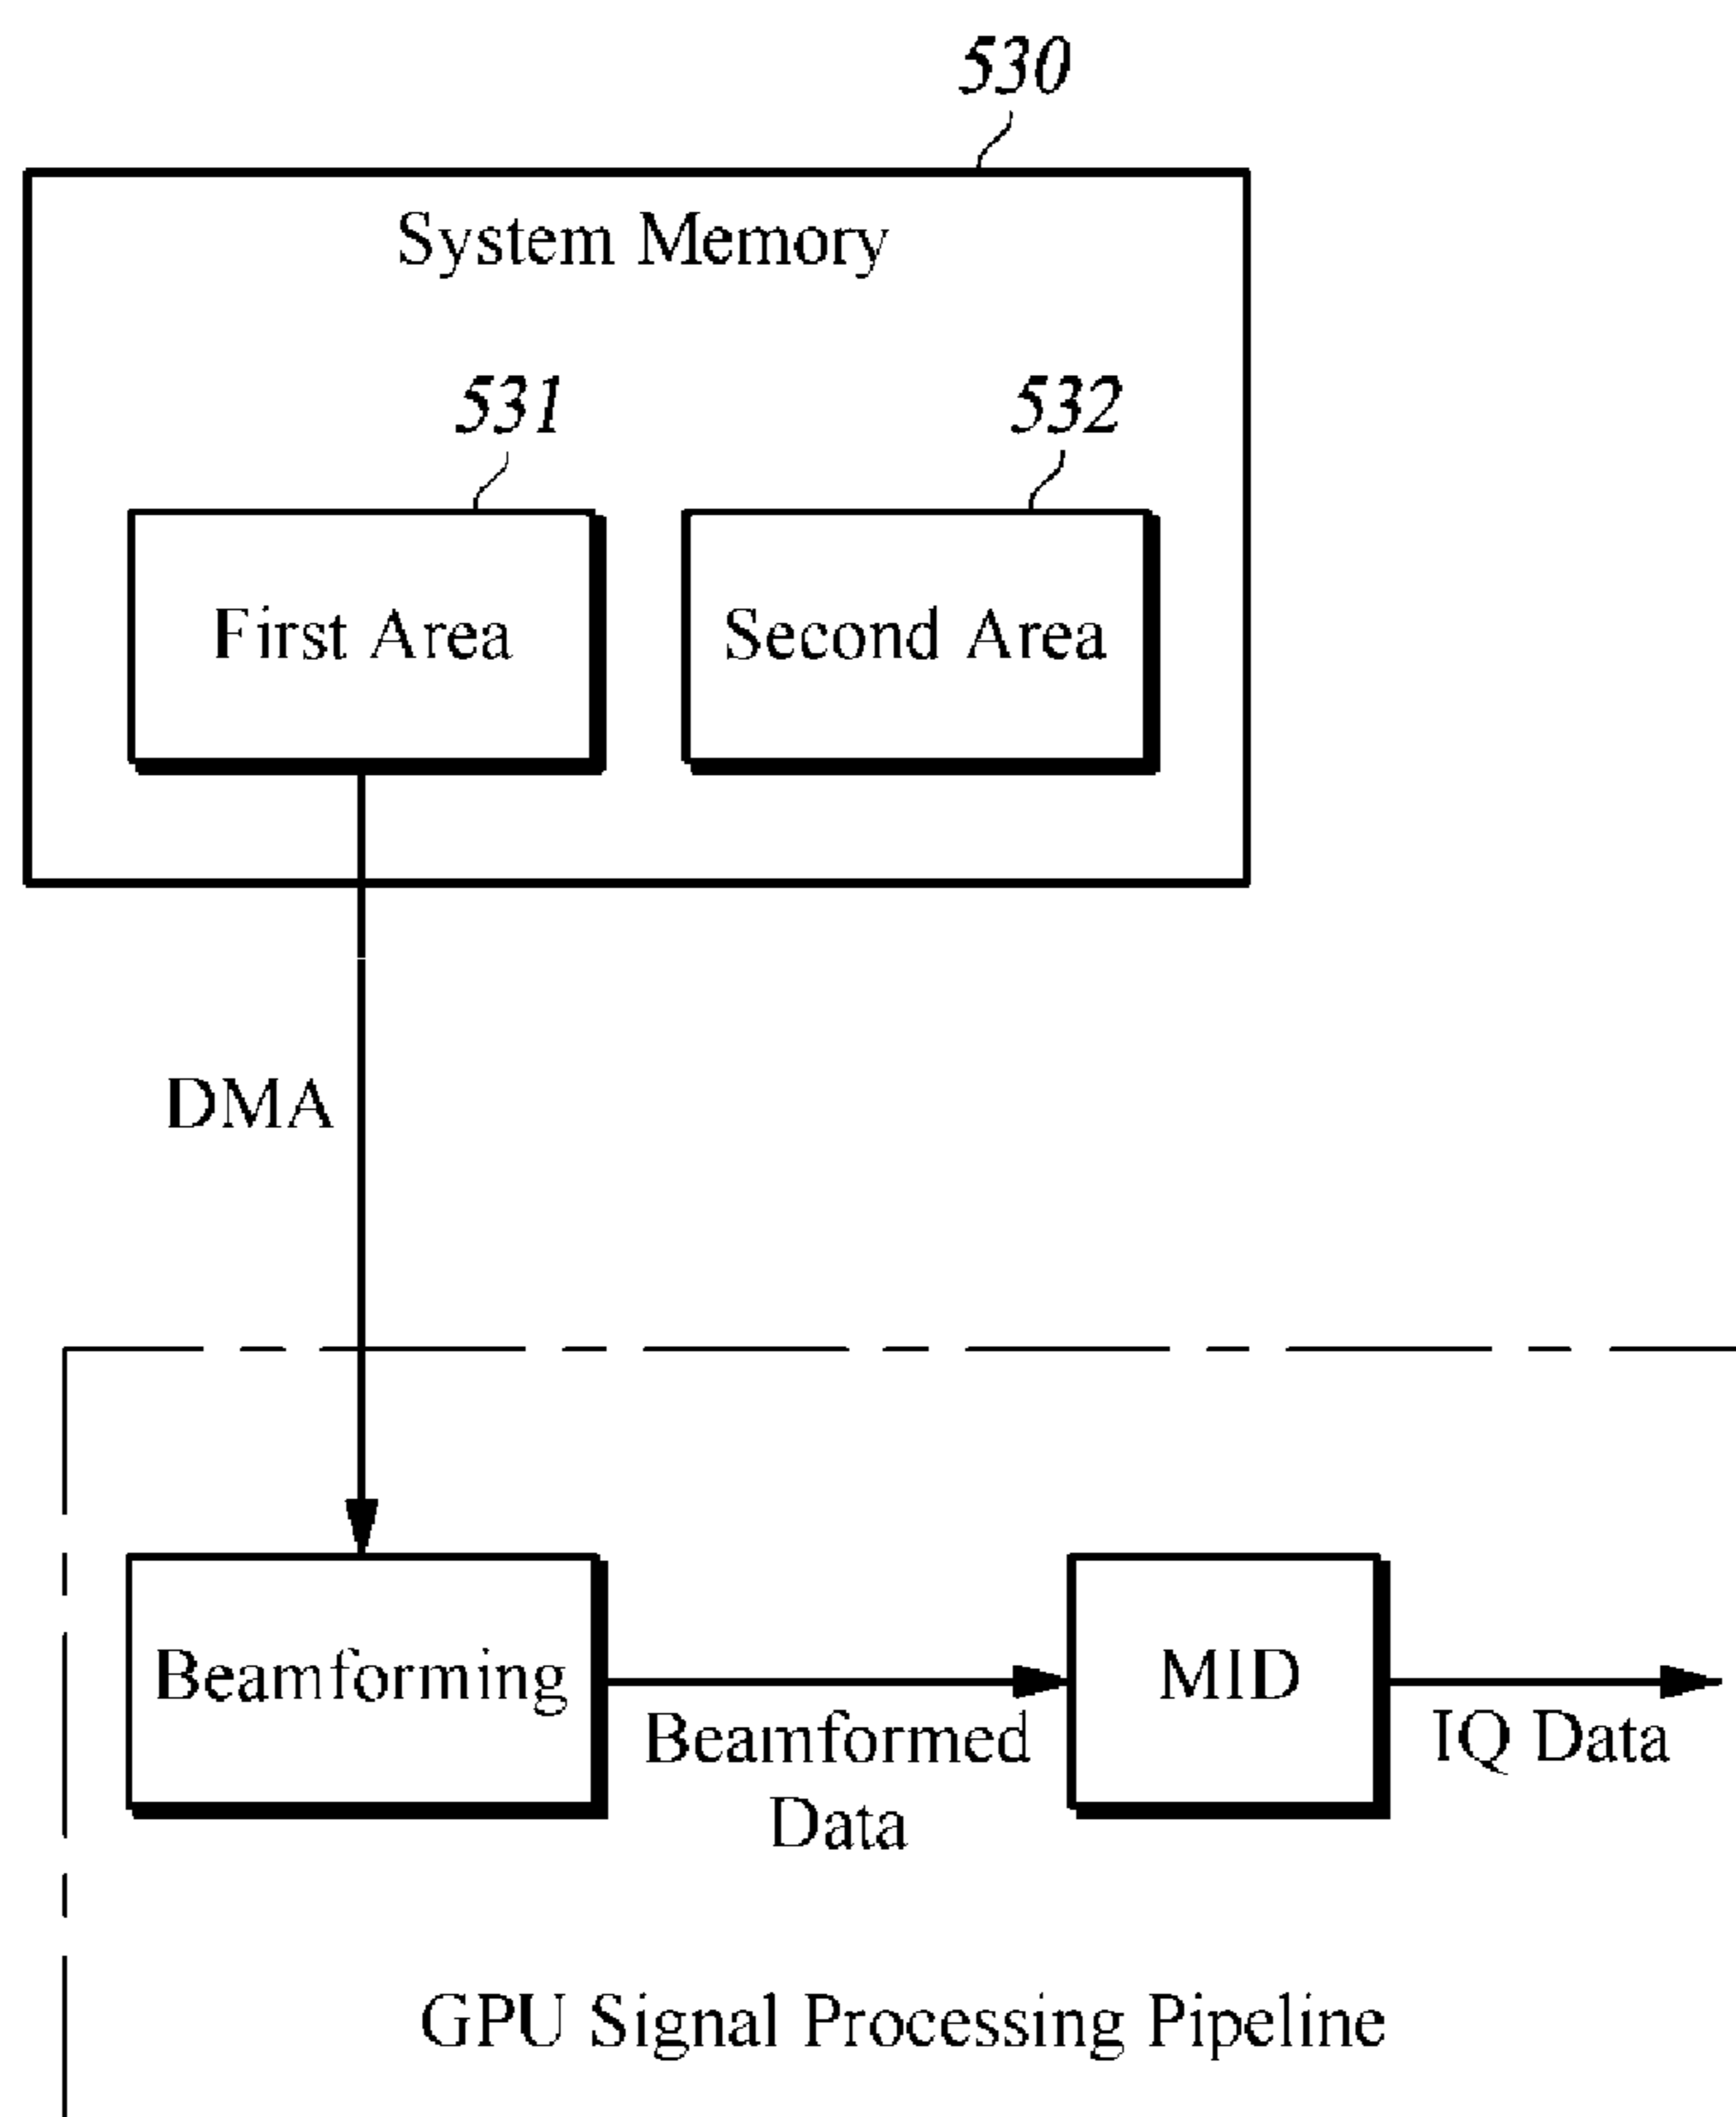 530
System Memory
531
532
First Area
Second Area
DMA
Beamforming
MID
Beamformed
Data
IQ Data
GPU Signal Processing Pipeline